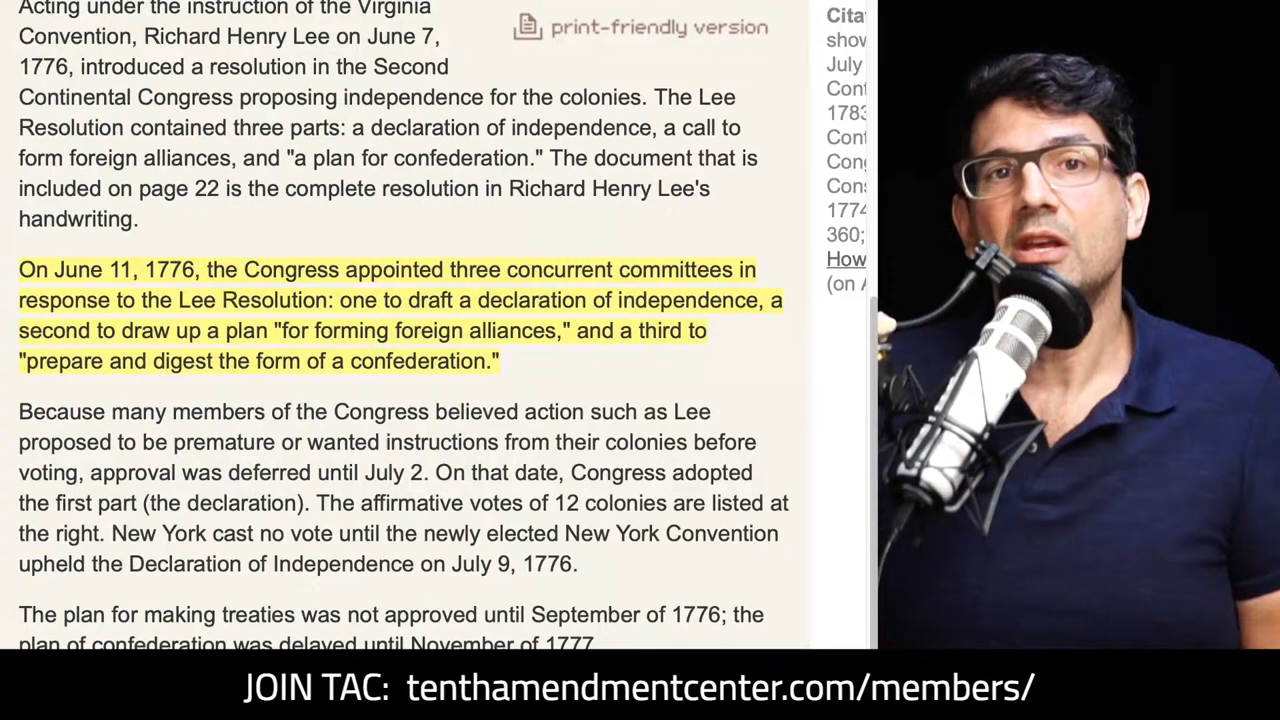 Acting under the instruction of the Virginia
Convention, Richard Henry Lee on June 7,
1776, introduced a resolution in the Second
Continental Congress proposing independence for the colonies. The Lee
Resolution contained three parts: a declaration of independence, a call to
form foreign alliances, and "a plan for confederation." The document that is
included on page 22 is the complete resolution in Richard Henry Lee's
handwriting.
print-friendly version
On June 11, 1776, the Congress appointed three concurrent committees in
response to the Lee Resolution: one to draft a declaration of independence, a
second to draw up a plan "for forming foreign alliances," and a third to
"prepare and digest the form of a confederation."
Because many members of the Congress believed action such as Lee
proposed to be premature or wanted instructions from their colonies before
voting, approval was deferred until July 2. On that date, Congress adopted
the first part (the declaration). The affirmative votes of 12 colonies are listed at
the right. New York cast no vote until the newly elected New York Convention
upheld the Declaration of Independence on July 9, 1776.
The plan for making treaties was not approved until September of 1776; the
plan of confederation was delayed until November of 1777.
show
July
1783
1774
360;
How
(on
JOIN TAC: tenthamendmentcenter.com/members/